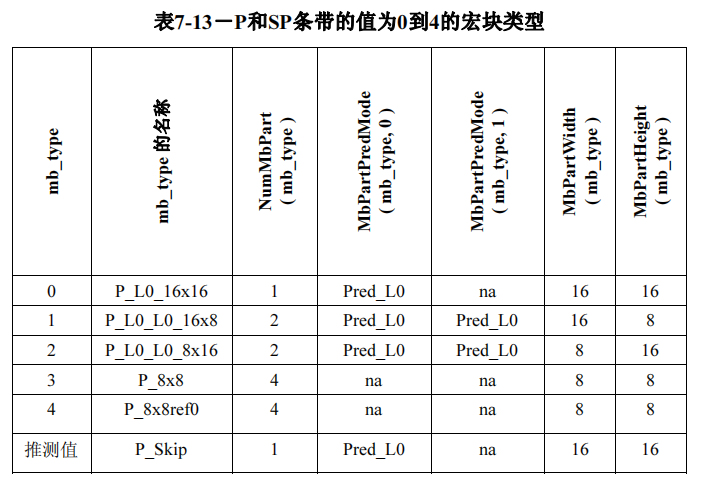 表7-13－P和SP条带的值为0到4的宏块类型
mb_type
mb_type 的名称
NumMbPart
( mb_type )
MbPartPredMode
( mb_type, 0 )
MbPartPredMode
( mb_type, 1 )
MbPartWidth
( mb_type )
MbPartHeight
( mb_type )
0 P_L0_16x16 1 Pred_L0 na 16 16
1 P_L0_L0_16x8 2 Pred_L0 Pred_L0 16 8
2 P_L0_L0_8x16 2 Pred_L0 Pred_L0 8 16
3 P_8x8 4 na na 8 8
4 P_8x8ref0 4 na na 8 8
推测值 P_Skip 1 Pred_L0 na 16 16